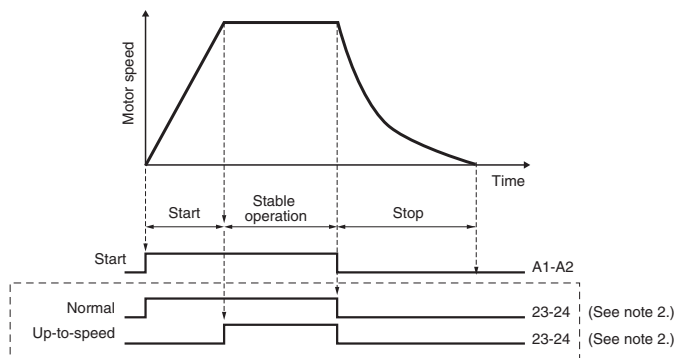 Motor speed
Time
Start
Stable
operation
Stop
Start
A1-A2
Normal
23-24 (See note 2.)
Up-to-speed
23-24 (See note 2.)